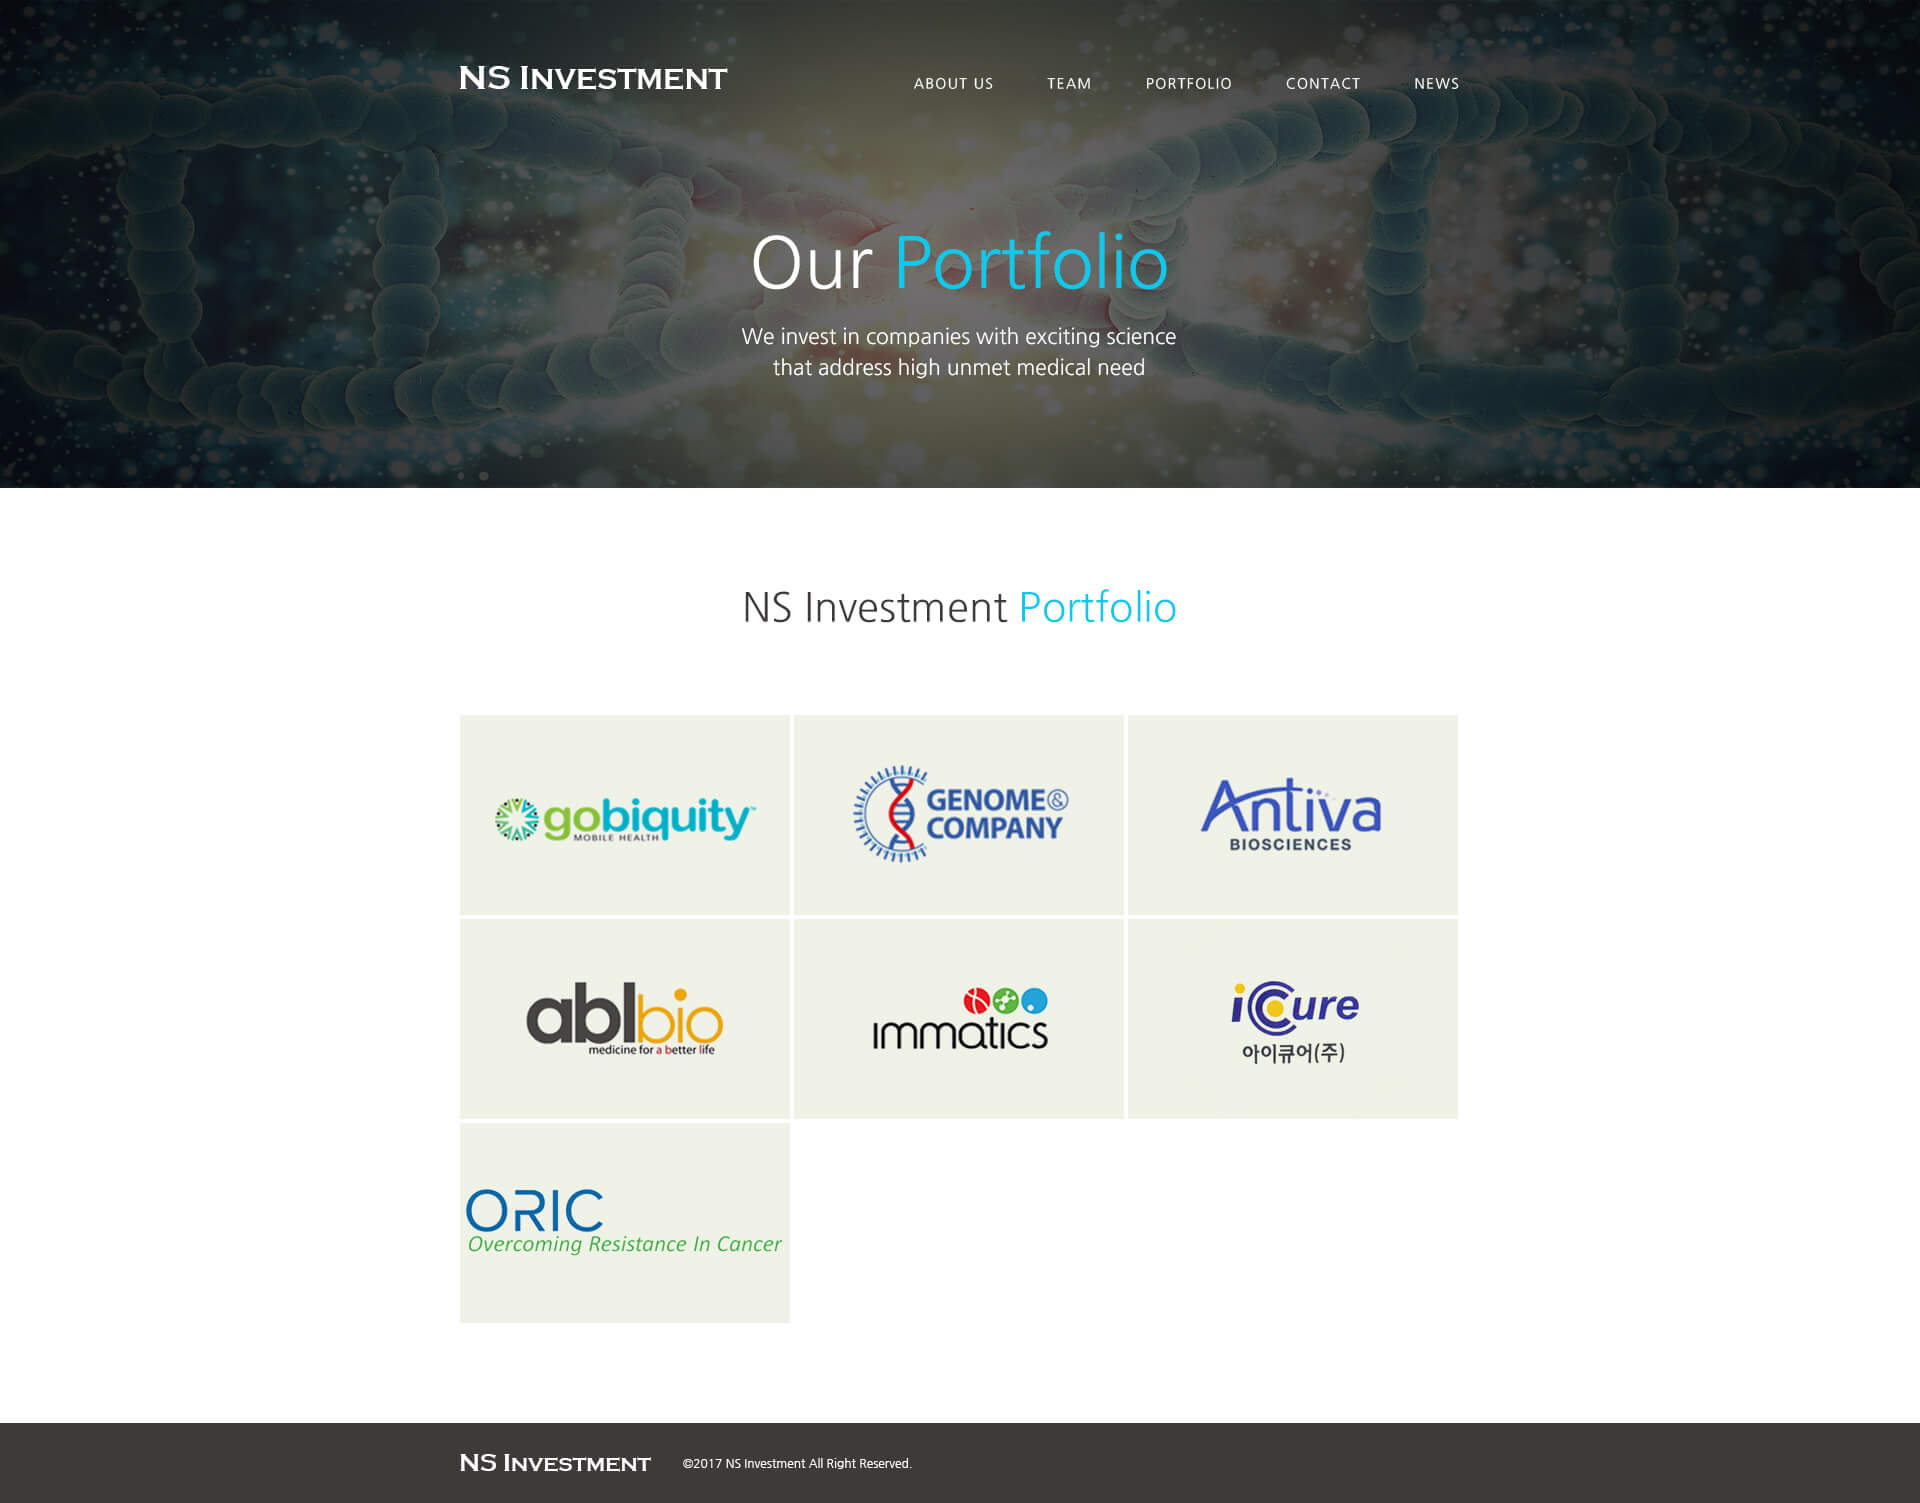 NS INVESTMENT
ABOUT US TEAM PORTFOLIO CONTACT NEWS
Our Portfolio
We invest in companies with exciting science
that address high unmet medical need
NS Investment Portfolio
gobiquity™
MOBILE HEALTH
GENOME&
COMPANY
Antiva
BIOSCIENCES
ablbio
medicine for a better life
immatics
iCure
아이큐어(주)
ORIC
Overcoming Resistance In Cancer
NS INVESTMENT ©2017 NS Investment All Right Reserved.